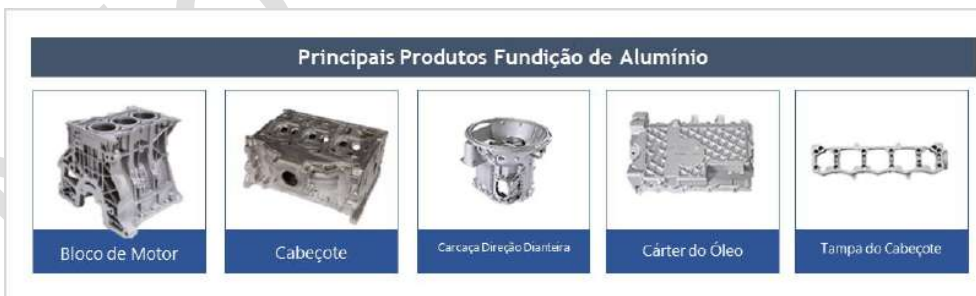 Principais Produtos Fundição de Alumínio
Bloco de Motor
Cabeçote
Carcaça Direção Dianteira
Cárter do Óleo
Tampa do Cabeçote